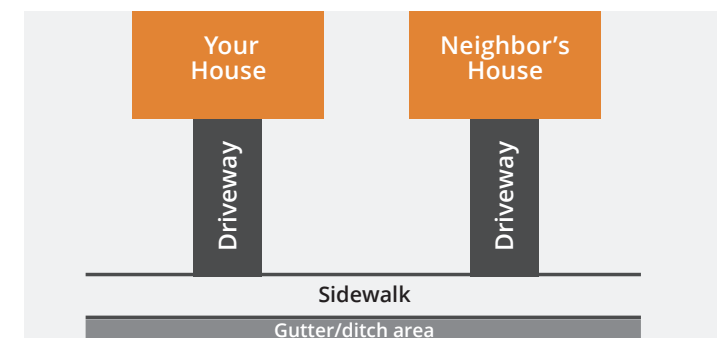 Your
House
Neighbor's
House
Driveway
Driveway
Sidewalk
Gutter/ditch area